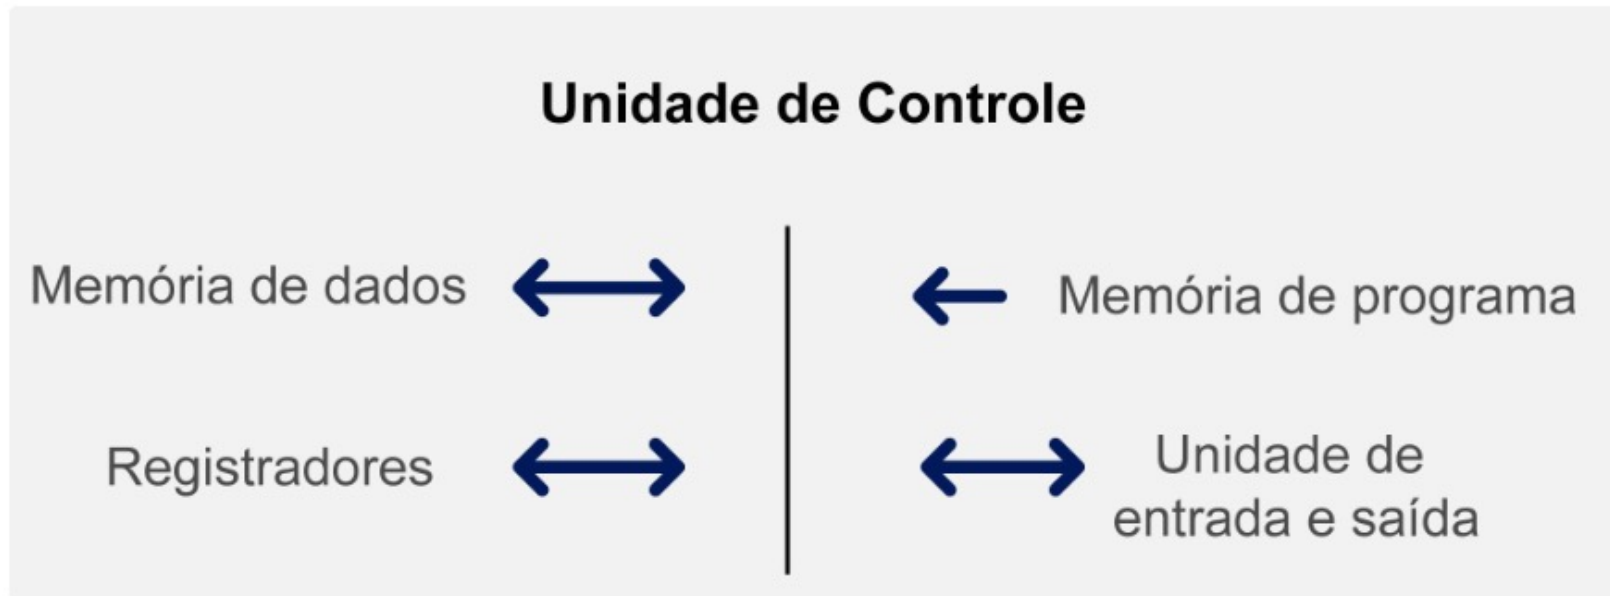 Unidade de Controle
Memória de dados
Memória de programa
Registradores
Unidade de
entrada e saída